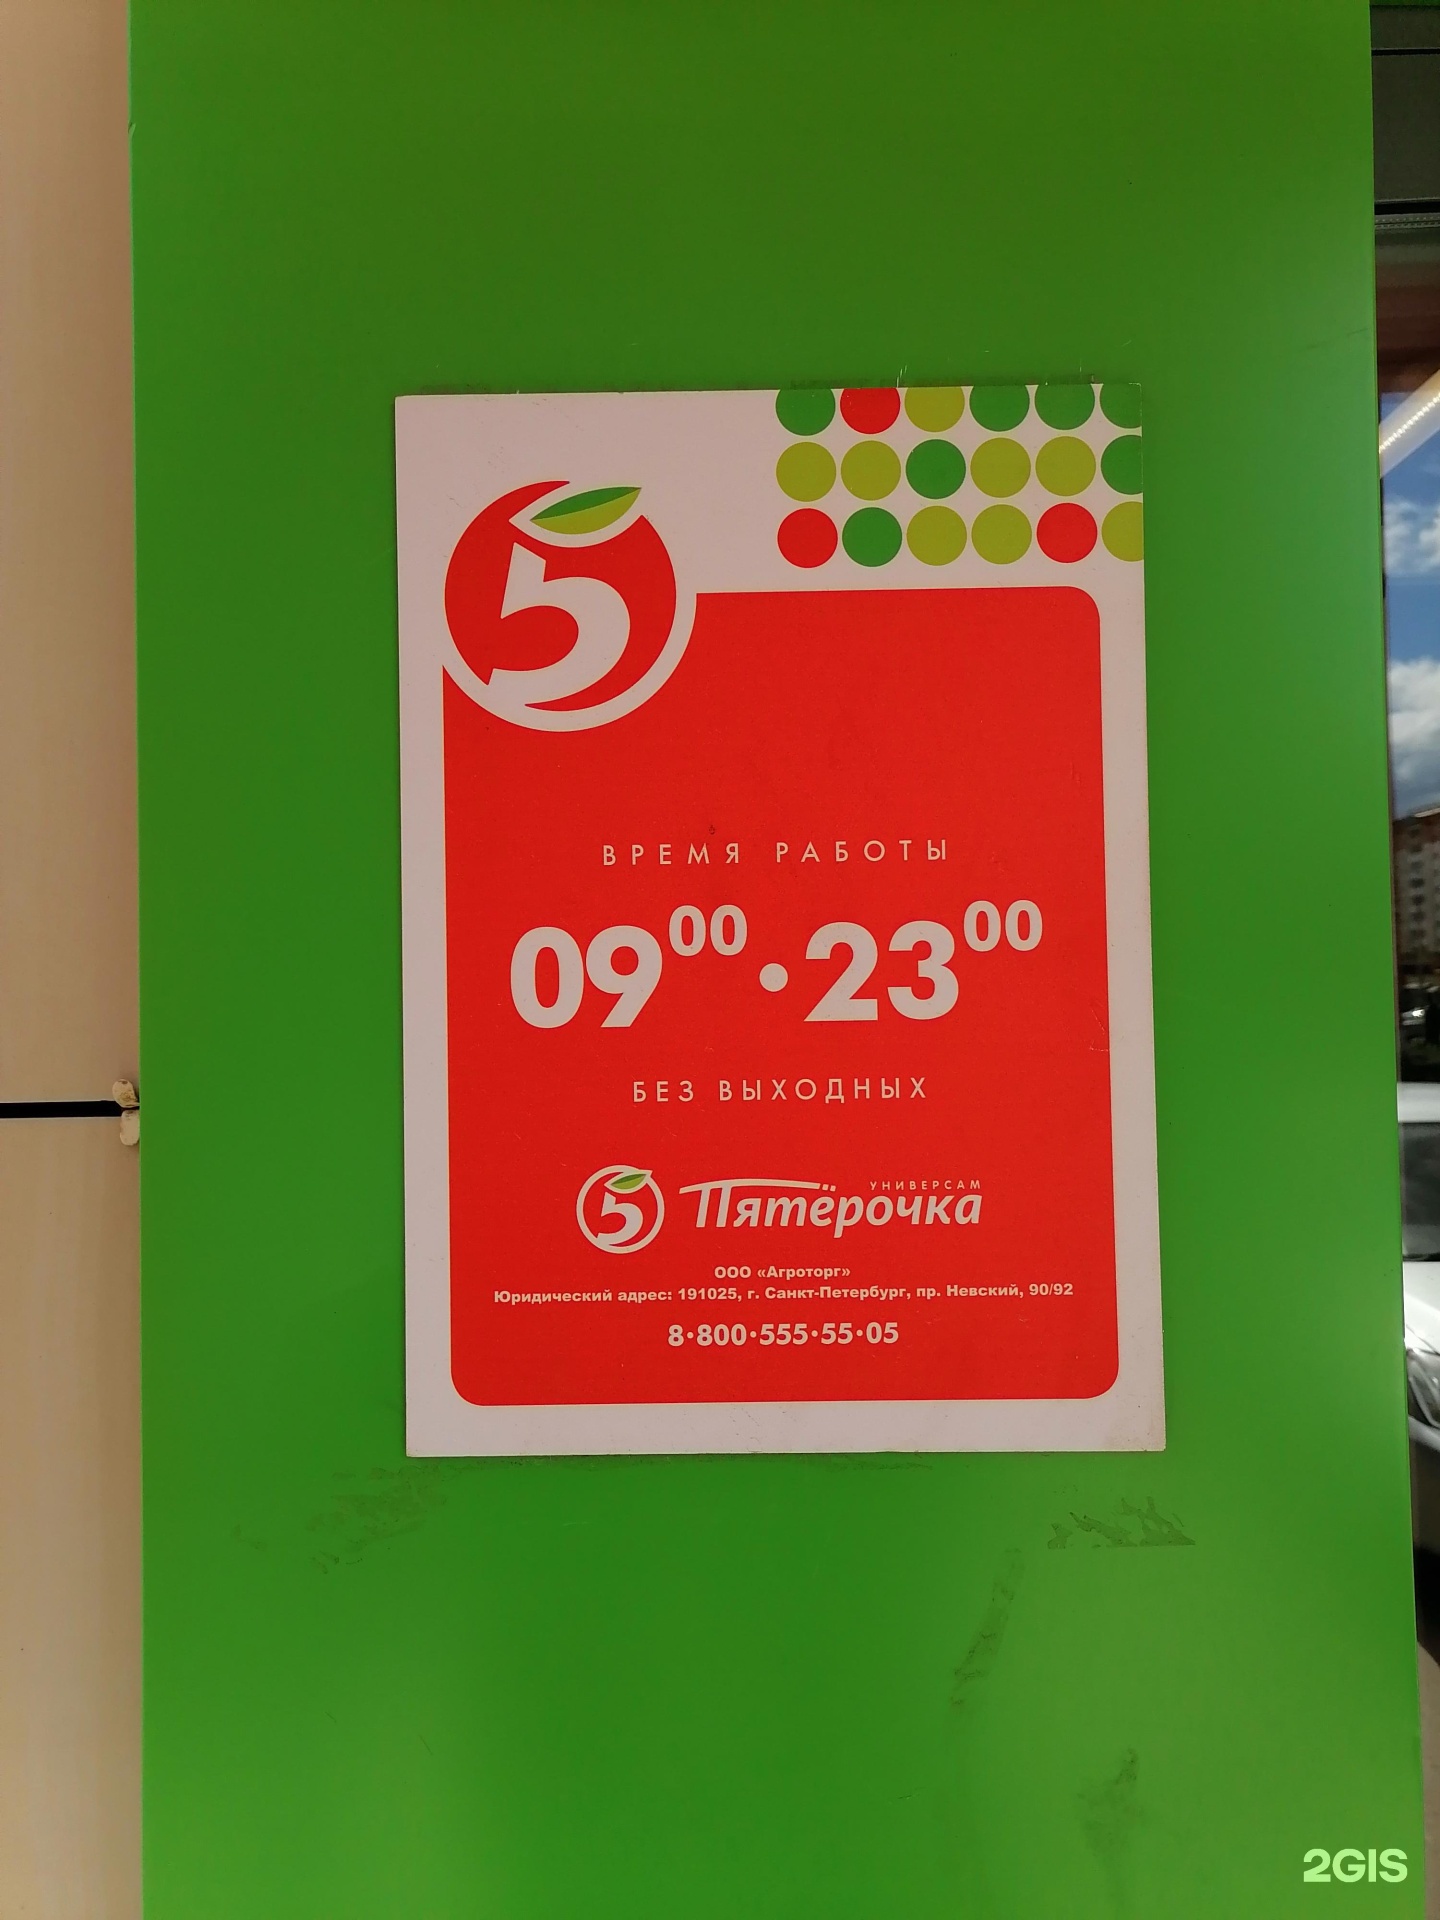 5
ВРЕМЯ РАБОТЫ
09⁰⁰·23⁰⁰
БЕЗ ВЫХОДНЫХ
5 Пятёрочка УНИВЕРСАМ
ООО «Агроторг»
Юридический адрес: 191025, г. Санкт-Петербург, пр. Невский, 90/92
8·800·555·55·05
2GIS